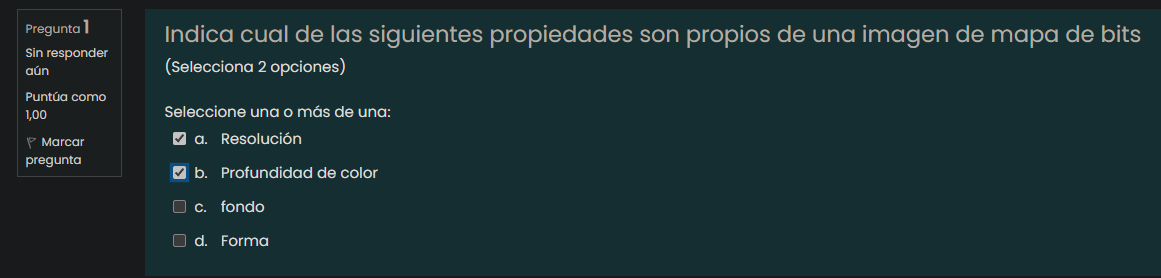 Pregunta 1
Sin responder
aún
Puntúa como
1,00
Marcar
pregunta
Indica cual de las siguientes propiedades son propios de una imagen de mapa de bits
(Selecciona 2 opciones)
Seleccione una o más de una:
a. Resolución
b. Profundidad de color
c. fondo
d. Forma